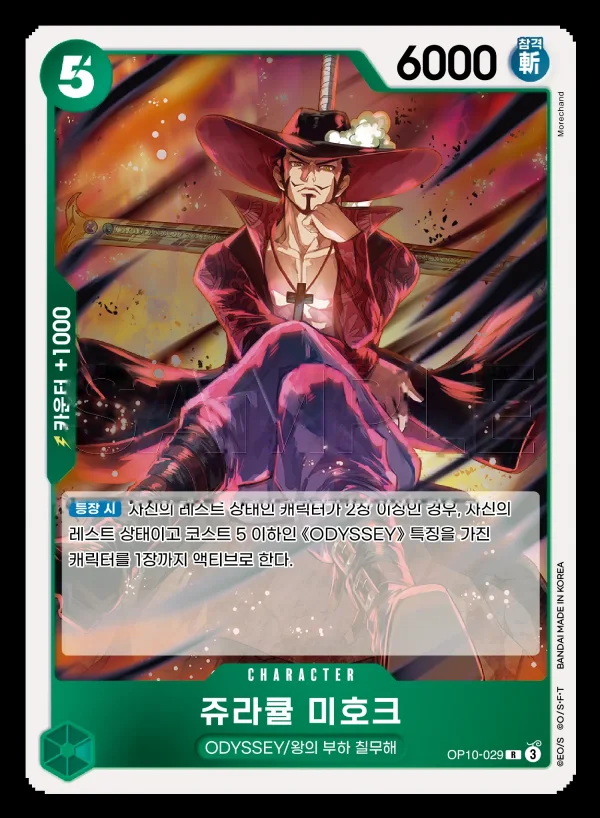 5
6000
참격
斬
Morechand
카운터 +1000
SAMPLE
등장 시 자신의 레스트 상태인 캐릭터가 2장 이상인 경우, 자신의
레스트 상태이고 코스트 5 이하인 《ODYSSEY》 특징을 가진
캐릭터를 1장까지 액티브로 한다.
CHARACTER
쥬라큘 미호크
ODYSSEY/왕의 부하 칠무해
OP10-029 R 3
©EO/S ©O/S·F·T BANDAI MADE IN KOREA